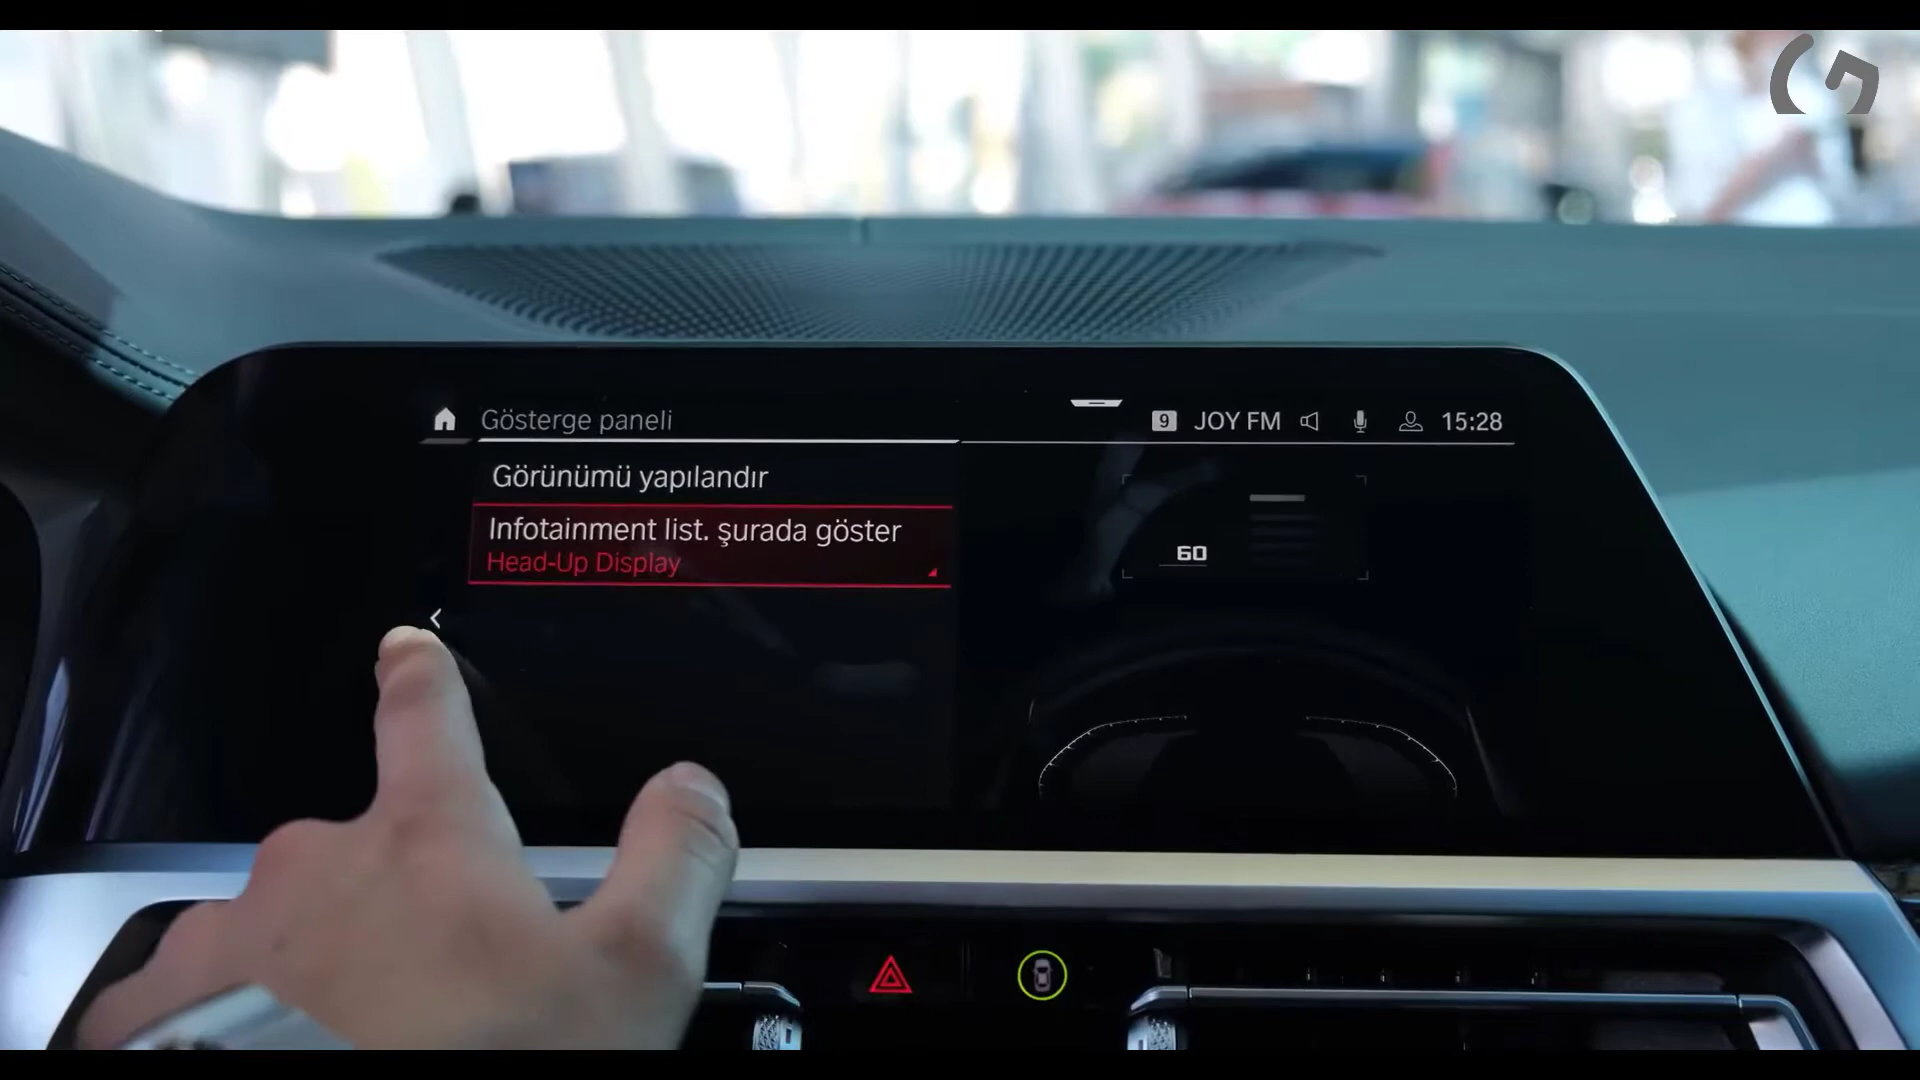 Gösterge paneli
9 JOY FM 15:28
Görünümü yapılandır
Infotainment list. şurada göster
Head-Up Display
60